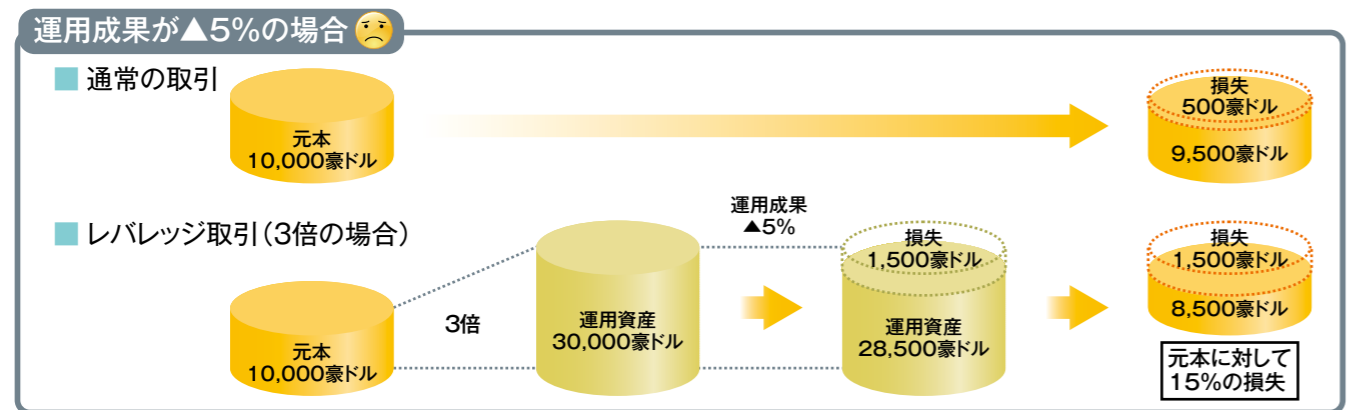 運用成果が▲5%の場合
通常の取引
元本
10,000豪ドル
損失
500豪ドル
9,500豪ドル
レバレッジ取引(3倍の場合)
元本
10,000豪ドル
3倍
運用資産
30,000豪ドル
運用成果
▲5%
損失
1,500豪ドル
運用資産
28,500豪ドル
損失
1,500豪ドル
8,500豪ドル
元本に対して
15%の損失